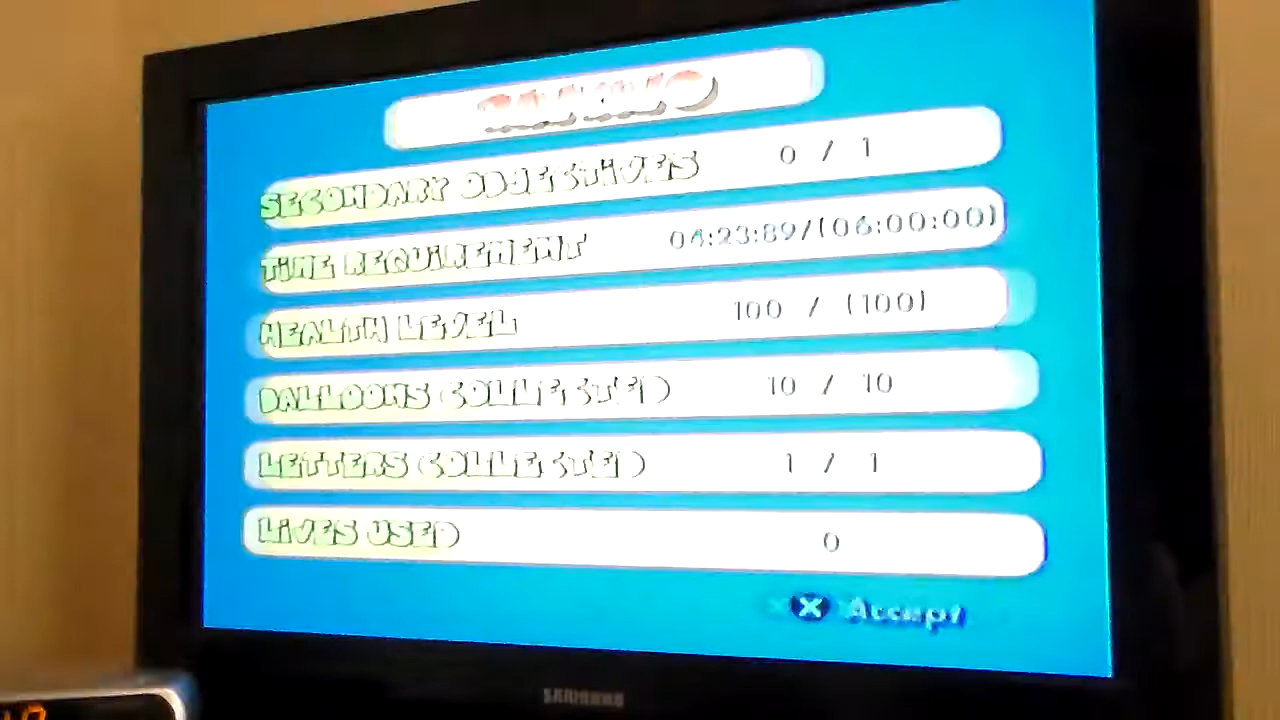 SECONDARY OBJECTIVES 0 / 1
TIME REQUIREMENT 04:23:89/(06:00:00)
HEALTH LEVEL 100 / (100)
BALLOONS COLLECTED 10 / 10
LETTERS COLLECTED 1 / 1
LIVES USED 0
X Accept
SAMSUNG